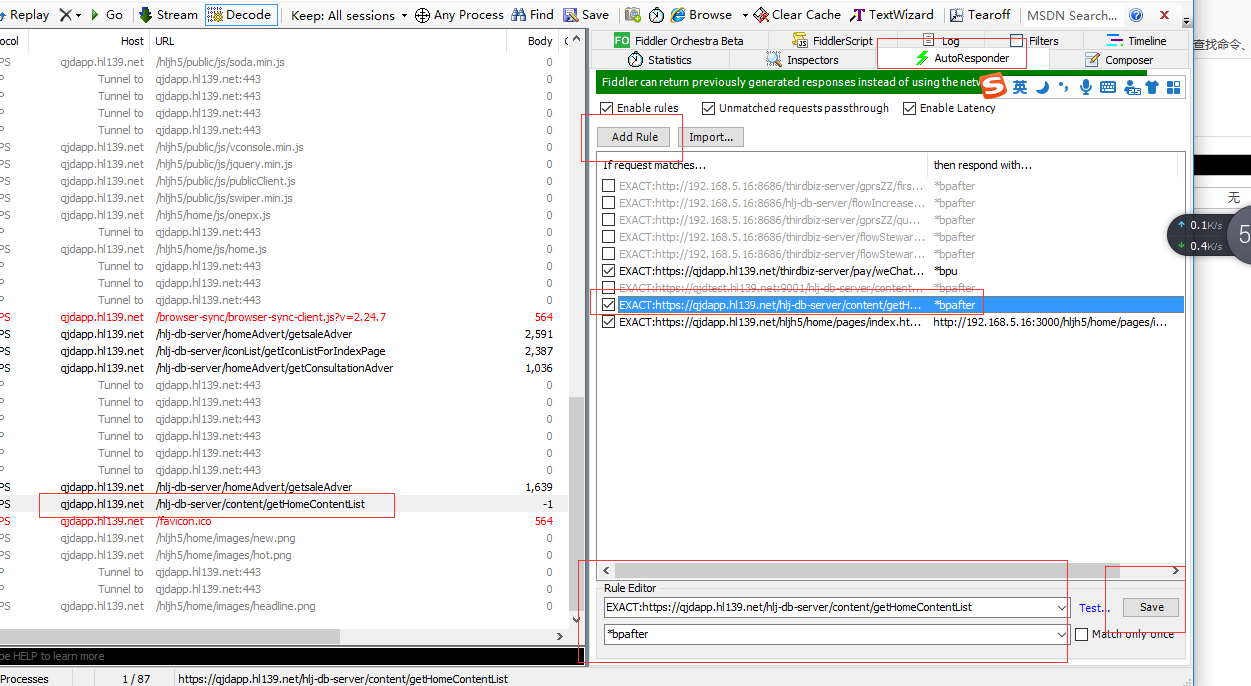 Replay Go Stream Decode Keep: All sessions Any Process Find Save Browse Clear Cache TextWizard Tearoff MSDN Search...
ocol Host URL Body
PS qjdapp.hl139.net /hljh5/public/js/soda.min.js 0
P Tunnel to qjdapp.hl139.net:443 0
P Tunnel to qjdapp.hl139.net:443 0
P Tunnel to qjdapp.hl139.net:443 0
P Tunnel to qjdapp.hl139.net:443 0
PS qjdapp.hl139.net /hljh5/public/js/vconsole.min.js 0
PS qjdapp.hl139.net /hljh5/public/js/jquery.min.js 0
PS qjdapp.hl139.net /hljh5/public/js/publicClient.js 0
PS qjdapp.hl139.net /hljh5/public/js/swiper.min.js 0
PS qjdapp.hl139.net /hljh5/home/js/onepx.js 0
P Tunnel to qjdapp.hl139.net:443 0
PS qjdapp.hl139.net /hljh5/home/js/home.js 0
P Tunnel to qjdapp.hl139.net:443 0
P Tunnel to qjdapp.hl139.net:443 0
P Tunnel to qjdapp.hl139.net:443 0
PS qjdapp.hl139.net /browser-sync/browser-sync-client.js?v=2.24.7 564
PS qjdapp.hl139.net /hlj-db-server/homeAdvert/getsaleAdver 2,591
PS qjdapp.hl139.net /hlj-db-server/iconList/getIconListForIndexPage 2,387
PS qjdapp.hl139.net /hlj-db-server/homeAdvert/getConsultationAdver 1,036
P Tunnel to qjdapp.hl139.net:443 0
P Tunnel to qjdapp.hl139.net:443 0
P Tunnel to qjdapp.hl139.net:443 0
P Tunnel to qjdapp.hl139.net:443 0
P Tunnel to qjdapp.hl139.net:443 0
P Tunnel to qjdapp.hl139.net:443 0
PS qjdapp.hl139.net /hlj-db-server/homeAdvert/getsaleAdver 1,639
PS qjdapp.hl139.net /hlj-db-server/content/getHomeContentList -1
PS qjdapp.hl139.net /favicon.ico 564
PS qjdapp.hl139.net /hljh5/home/images/new.png 0
PS qjdapp.hl139.net /hljh5/home/images/hot.png 0
P Tunnel to qjdapp.hl139.net:443 0
P Tunnel to qjdapp.hl139.net:443 0
PS qjdapp.hl139.net /hljh5/home/images/headline.png 0
pe HELP to learn more
Processes 1 / 87 https://qjdapp.hl139.net/hlj-db-server/content/getHomeContentList
FO Fiddler Orchestra Beta FiddlerScript Log Filters Timeline
Statistics Inspectors AutoResponder Composer
Fiddler can return previously generated responses instead of using the netw
英
Enable rules Unmatched requests passthrough Enable Latency
Add Rule Import...
If request matches... then respond with...
EXACT:http://192.168.5.16:8686/thirdbiz-server/gprsZZ/firs... *bpafter
EXACT:http://192.168.5.16:8686/hlj-db-server/flowIncrease... *bpafter
EXACT:http://192.168.5.16:8686/thirdbiz-server/gprsZZ/qu... *bpafter
EXACT:http://192.168.5.16:8686/thirdbiz-server/flowStewar... *bpafter
EXACT:http://192.168.5.16:8686/thirdbiz-server/flowStewar... *bpafter
EXACT:https://qjdapp.hl139.net/thirdbiz-server/pay/weChat... *bpu
EXACT:https://qjdtest.hl139.net:9001/hlj-db-server/content... *bpafter
EXACT:https://qjdapp.hl139.net/hlj-db-server/content/getH... *bpafter
EXACT:https://qjdapp.hl139.net/hljh5/home/pages/index.ht... http://192.168.5.16:3000/hljh5/home/pages/i...
Rule Editor
EXACT:https://qjdapp.hl139.net/hlj-db-server/content/getHomeContentList Test... Save
*bpafter Match only once
查找命令、
无
0.1K/s
0.4K/s
5